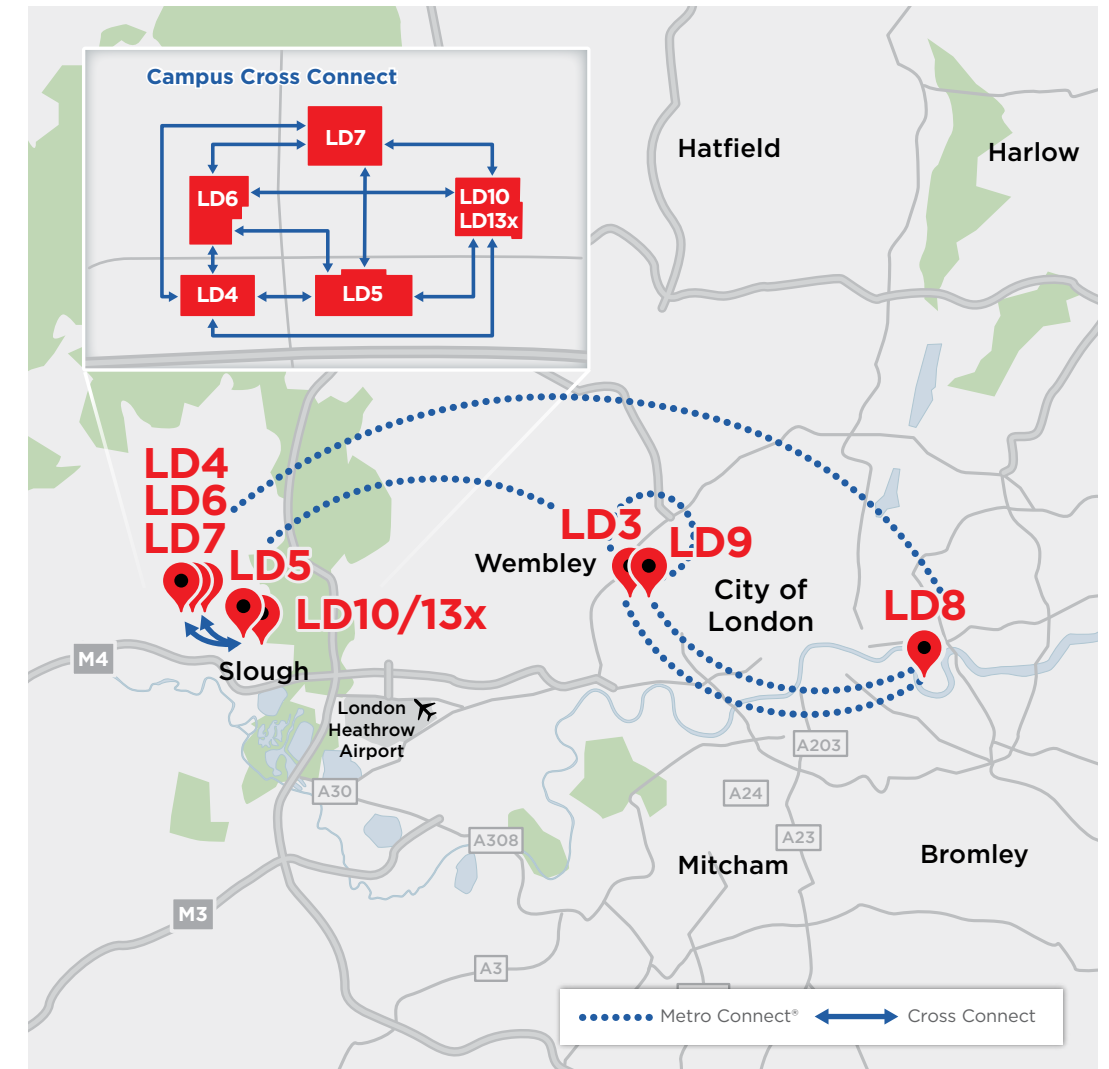 Campus Cross Connect
LD7
LD6
LD10
LD13x
LD4
LD5
Hatfield
Harlow
LD4
LD6
LD7
LD5
LD10/13x
LD3
LD9
Wembley
City of
London
LD8
M4
Slough
London
Heathrow
Airport
A203
A30
A24
A308
A23
Mitcham
Bromley
M3
A3
Metro Connect®
Cross Connect